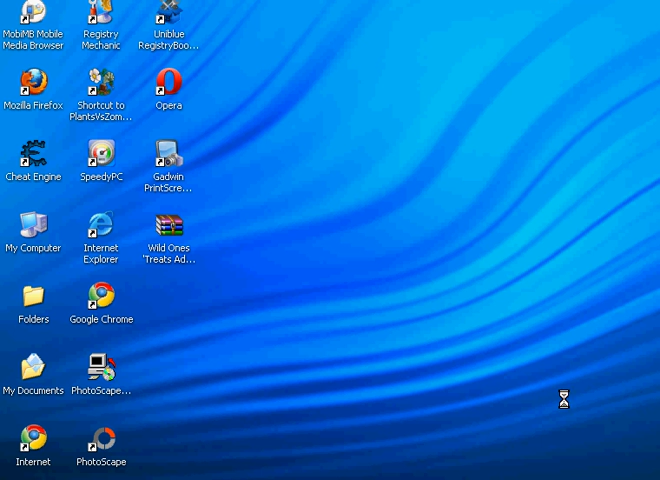 MobiMB Mobile
Media Browser
Registry
Mechanic
Uniblue
RegistryBoo...
Mozilla Firefox
Shortcut to
PlantsVsZom...
Opera
Cheat Engine
SpeedyPC
Gadwin
PrintScre...
My Computer
Internet
Explorer
Wild Ones
'Treats Ad...
Folders
Google Chrome
My Documents
PhotoScape...
Internet
PhotoScape